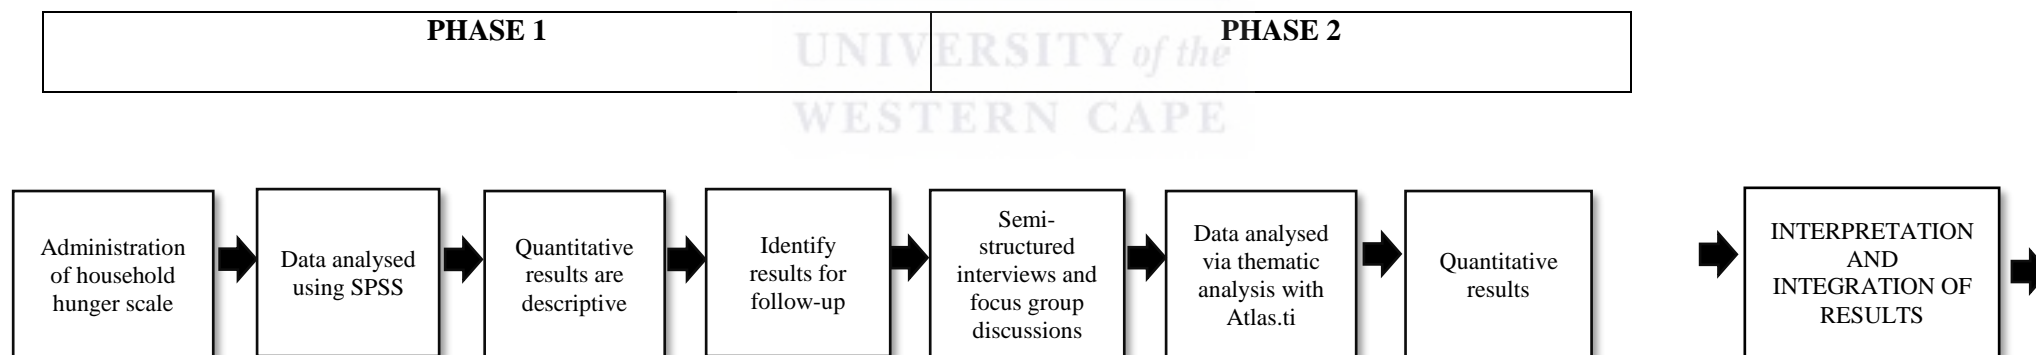 PHASE 1
PHASE 2
UNIVERSITY of the
WESTERN CAPE
Administration
of household
hunger scale
Data analysed
using SPSS
Quantitative
results are
descriptive
Identify
results for
follow-up
Semi-
structured
interviews and
focus group
discussions
Data analysed
via thematic
analysis with
Atlas.ti
Quantitative
results
INTERPRETATION
AND
INTEGRATION OF
RESULTS